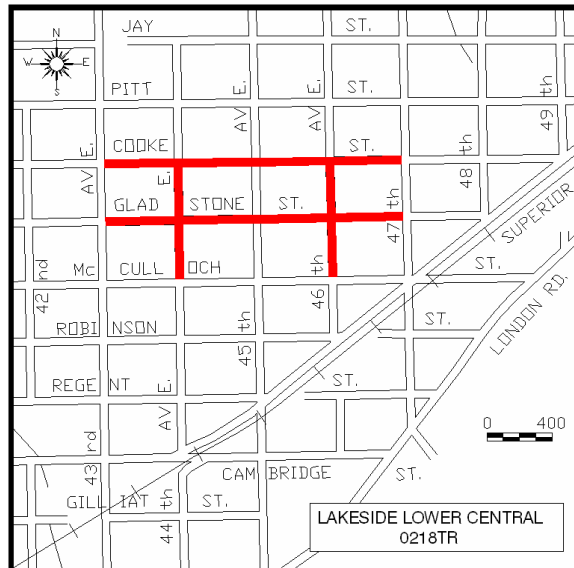 JAY ST.
N
W E
S
PITT ST.
AV E.
AV E.
49 th
COOKE ST.
48 th
AV E.
E.
GLAD STONE ST.
47 th
SUPERIOR
42 nd
Mc CULL OCH ST.
46 th
LONDON RD.
ROBI NSON ST.
45 th
REGE NT ST.
AV E.
0 400
43 rd
CAM BRIDGE ST.
GILL IAT ST.
44 th
LAKESIDE LOWER CENTRAL
0218TR